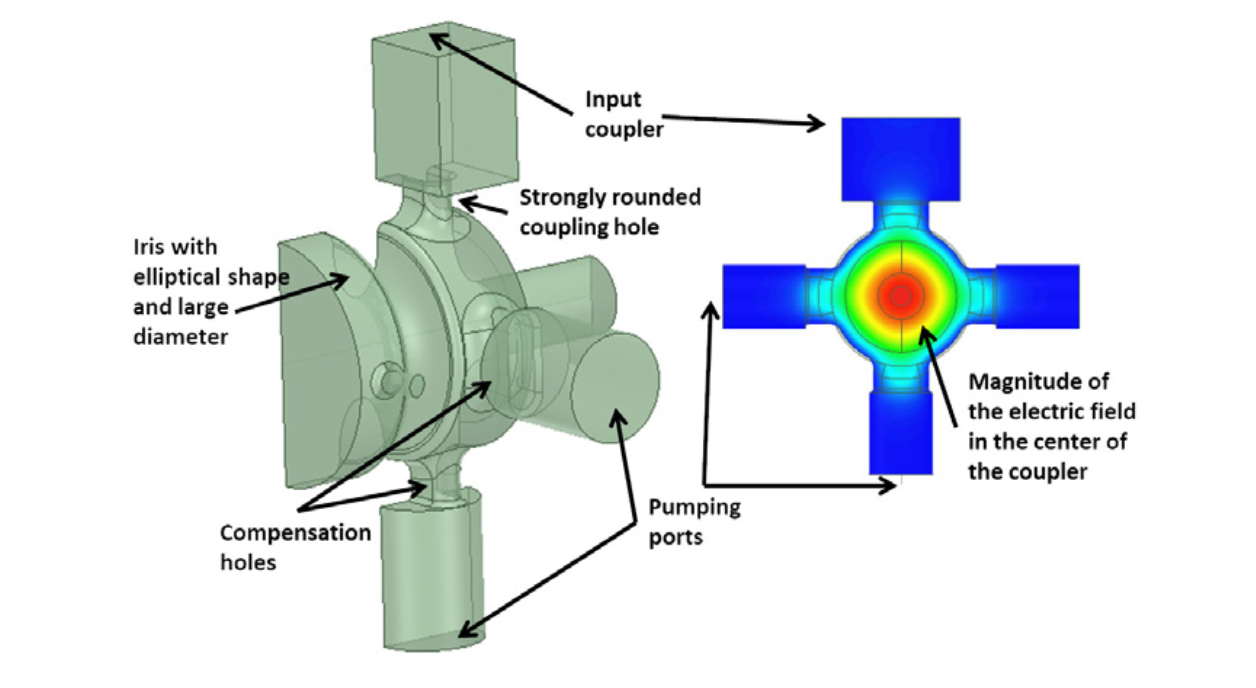 Input
coupler
Strongly rounded
coupling hole
Iris with
elliptical shape
and large
diameter
Magnitude of
the electric field
in the center of
the coupler
Compensation
holes
Pumping
ports